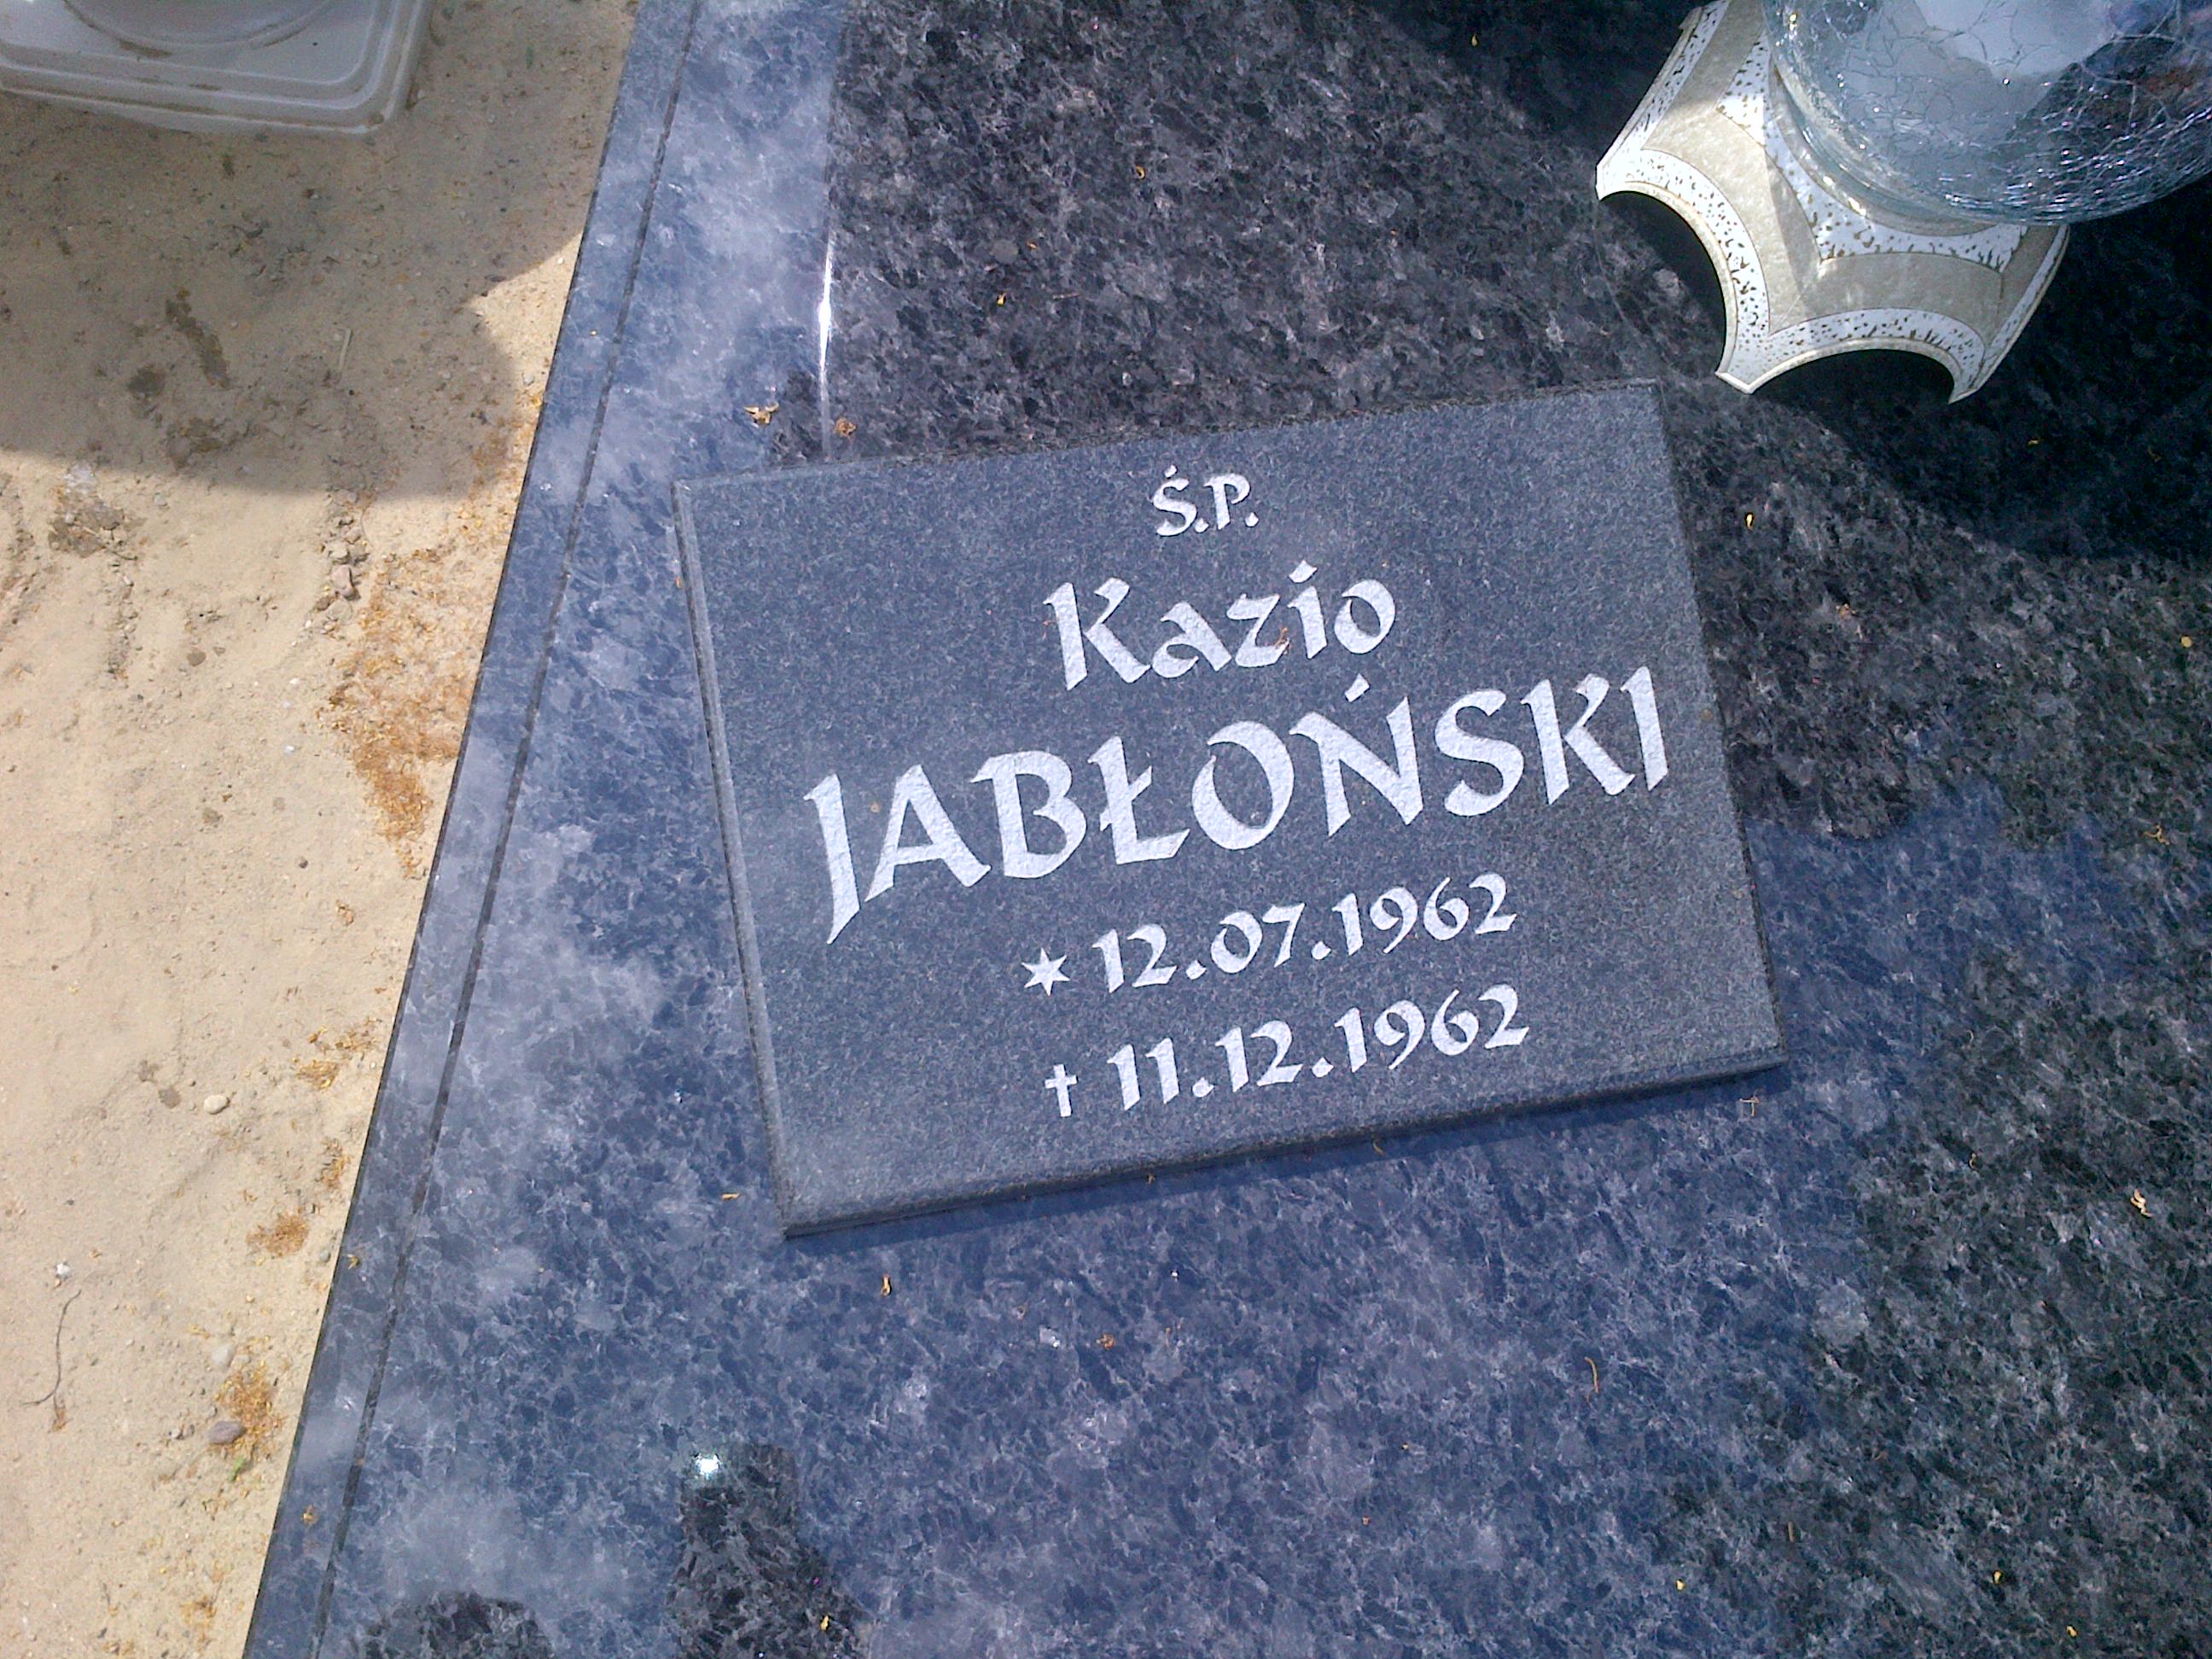 Ś.P.
Kazio
JABŁOŃSKI
★ 12.07.1962
✝ 11.12.1962